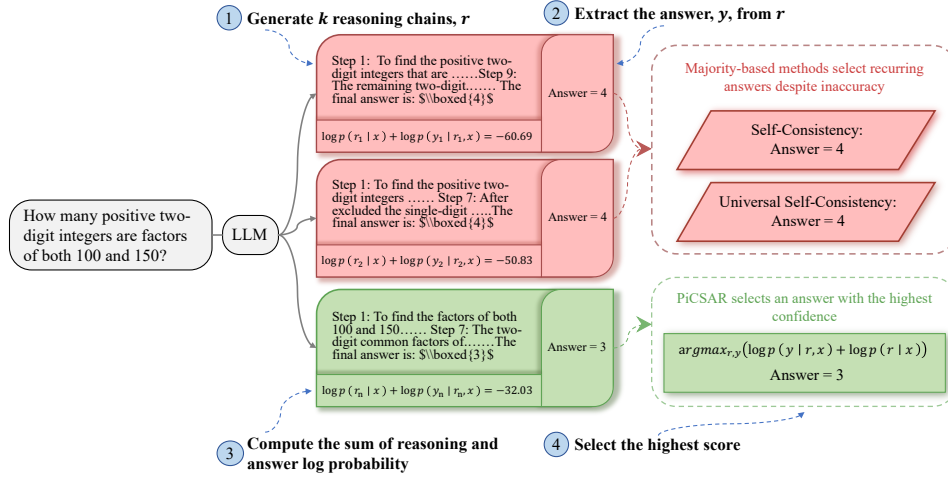 1 Generate k reasoning chains, r
2 Extract the answer, y, from r
How many positive two-
digit integers are factors
of both 100 and 150?
LLM
Step 1: To find the positive two-
digit integers that are ……Step 9:
The remaining two-digit……. The
final answer is: $\\boxed{4}$
log p (r₁ | x) + log p (y₁ | r₁, x) = −60.69
Answer = 4
Step 1: To find the positive two-
digit integers …… Step 7: After
excluded the single-digit …..The
final answer is: $\\boxed{4}$
log p (r₂ | x) + log p (y₂ | r₂, x) = −50.83
Answer = 4
Step 1: To find the factors of both
100 and 150…… Step 7: The two-
digit common factors of…….The
final answer is: $\\boxed{3}$
log p (rₙ | x) + log p (yₙ | rₙ, x) = −32.03
Answer = 3
Majority-based methods select recurring
answers despite inaccuracy
Self-Consistency:
Answer = 4
Universal Self-Consistency:
Answer = 4
PiCSAR selects an answer with the highest
confidence
argmaxᵣ,ᵧ(log p (y | r, x) + log p (r | x))
Answer = 3
3 Compute the sum of reasoning and
answer log probability
4 Select the highest score